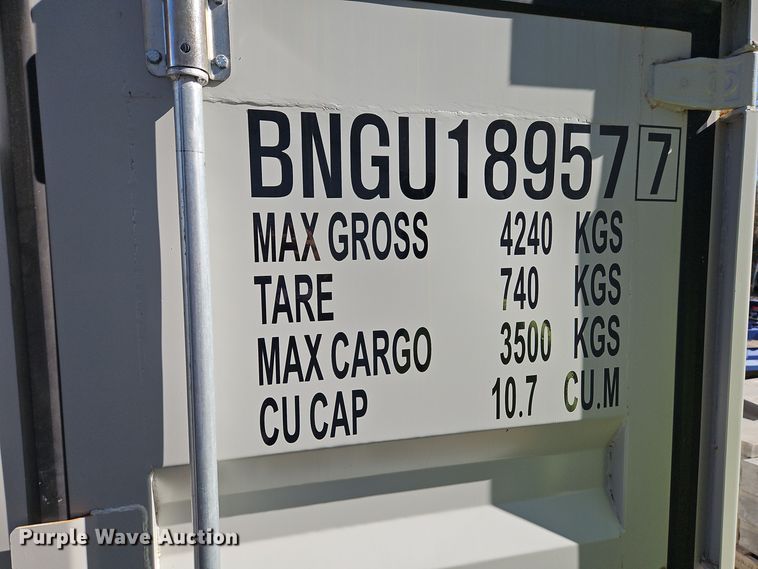 BNGU18957 7
MAX GROSS 4240 KGS
TARE 740 KGS
MAX CARGO 3500 KGS
CU CAP 10.7 CU.M
Purple Wave Auction